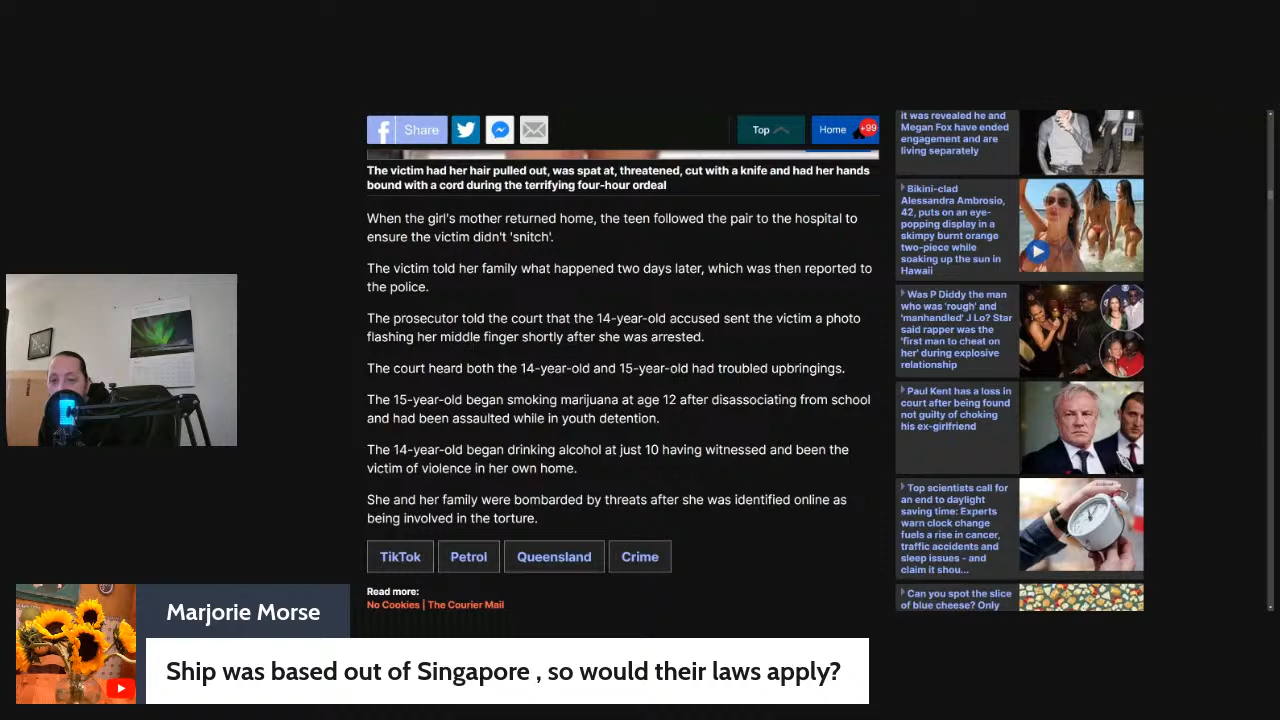 Share
Top
Home
+99
The victim had her hair pulled out, was spat at, threatened, cut with a knife and had her hands
bound with a cord during the terrifying four-hour ordeal
When the girl's mother returned home, the teen followed the pair to the hospital to
ensure the victim didn't 'snitch'.
The victim told her family what happened two days later, which was then reported to
the police.
The prosecutor told the court that the 14-year-old accused sent the victim a photo
flashing her middle finger shortly after she was arrested.
The court heard both the 14-year-old and 15-year-old had troubled upbringings.
The 15-year-old began smoking marijuana at age 12 after disassociating from school
and had been assaulted while in youth detention.
The 14-year-old began drinking alcohol at just 10 having witnessed and been the
victim of violence in her own home.
She and her family were bombarded by threats after she was identified online as
being involved in the torture.
TikTok
Petrol
Queensland
Crime
Read more:
No Cookies | The Courier Mail
it was revealed he and
Megan Fox have ended
engagement and are
living separately
Bikini-clad
Alessandra Ambrosio,
42, puts on an eye-
popping display in a
skimpy burnt orange
two-piece while
soaking up the sun in
Hawaii
Was P Diddy the man
who was 'rough' and
'manhandled' J Lo? Star
said rapper was the
'first man to cheat on
her' during explosive
relationship
Paul Kent has a loss in
court after being found
not guilty of choking
his ex-girlfriend
Top scientists call for
an end to daylight
saving time: Experts
warn clock change
fuels a rise in cancer,
traffic accidents and
sleep issues - and
claim it shou...
Can you spot the slice
of blue cheese? Only
Marjorie Morse
Ship was based out of Singapore , so would their laws apply?